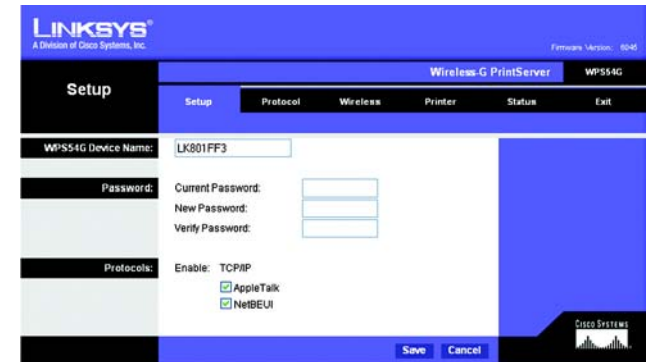 LINKSYS®
A Division of Cisco Systems, Inc.
Firmware Version: 6045
Wireless-G PrintServer WPS54G
Setup
Setup Protocol Wireless Printer Status Exit
WPS54G Device Name: LK801FF3
Password: Current Password:
New Password:
Verify Password:
Protocols: Enable: TCP/IP
AppleTalk
NetBEUI
CISCO SYSTEMS
Save Cancel